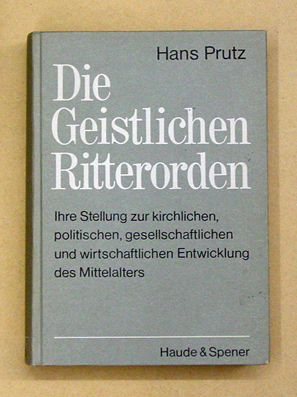 Hans Prutz
Die
Geistlichen
Ritterorden
Ihre Stellung zur kirchlichen,
politischen, gesellschaftlichen
und wirtschaftlichen Entwicklung
des Mittelalters
Haude & Spener